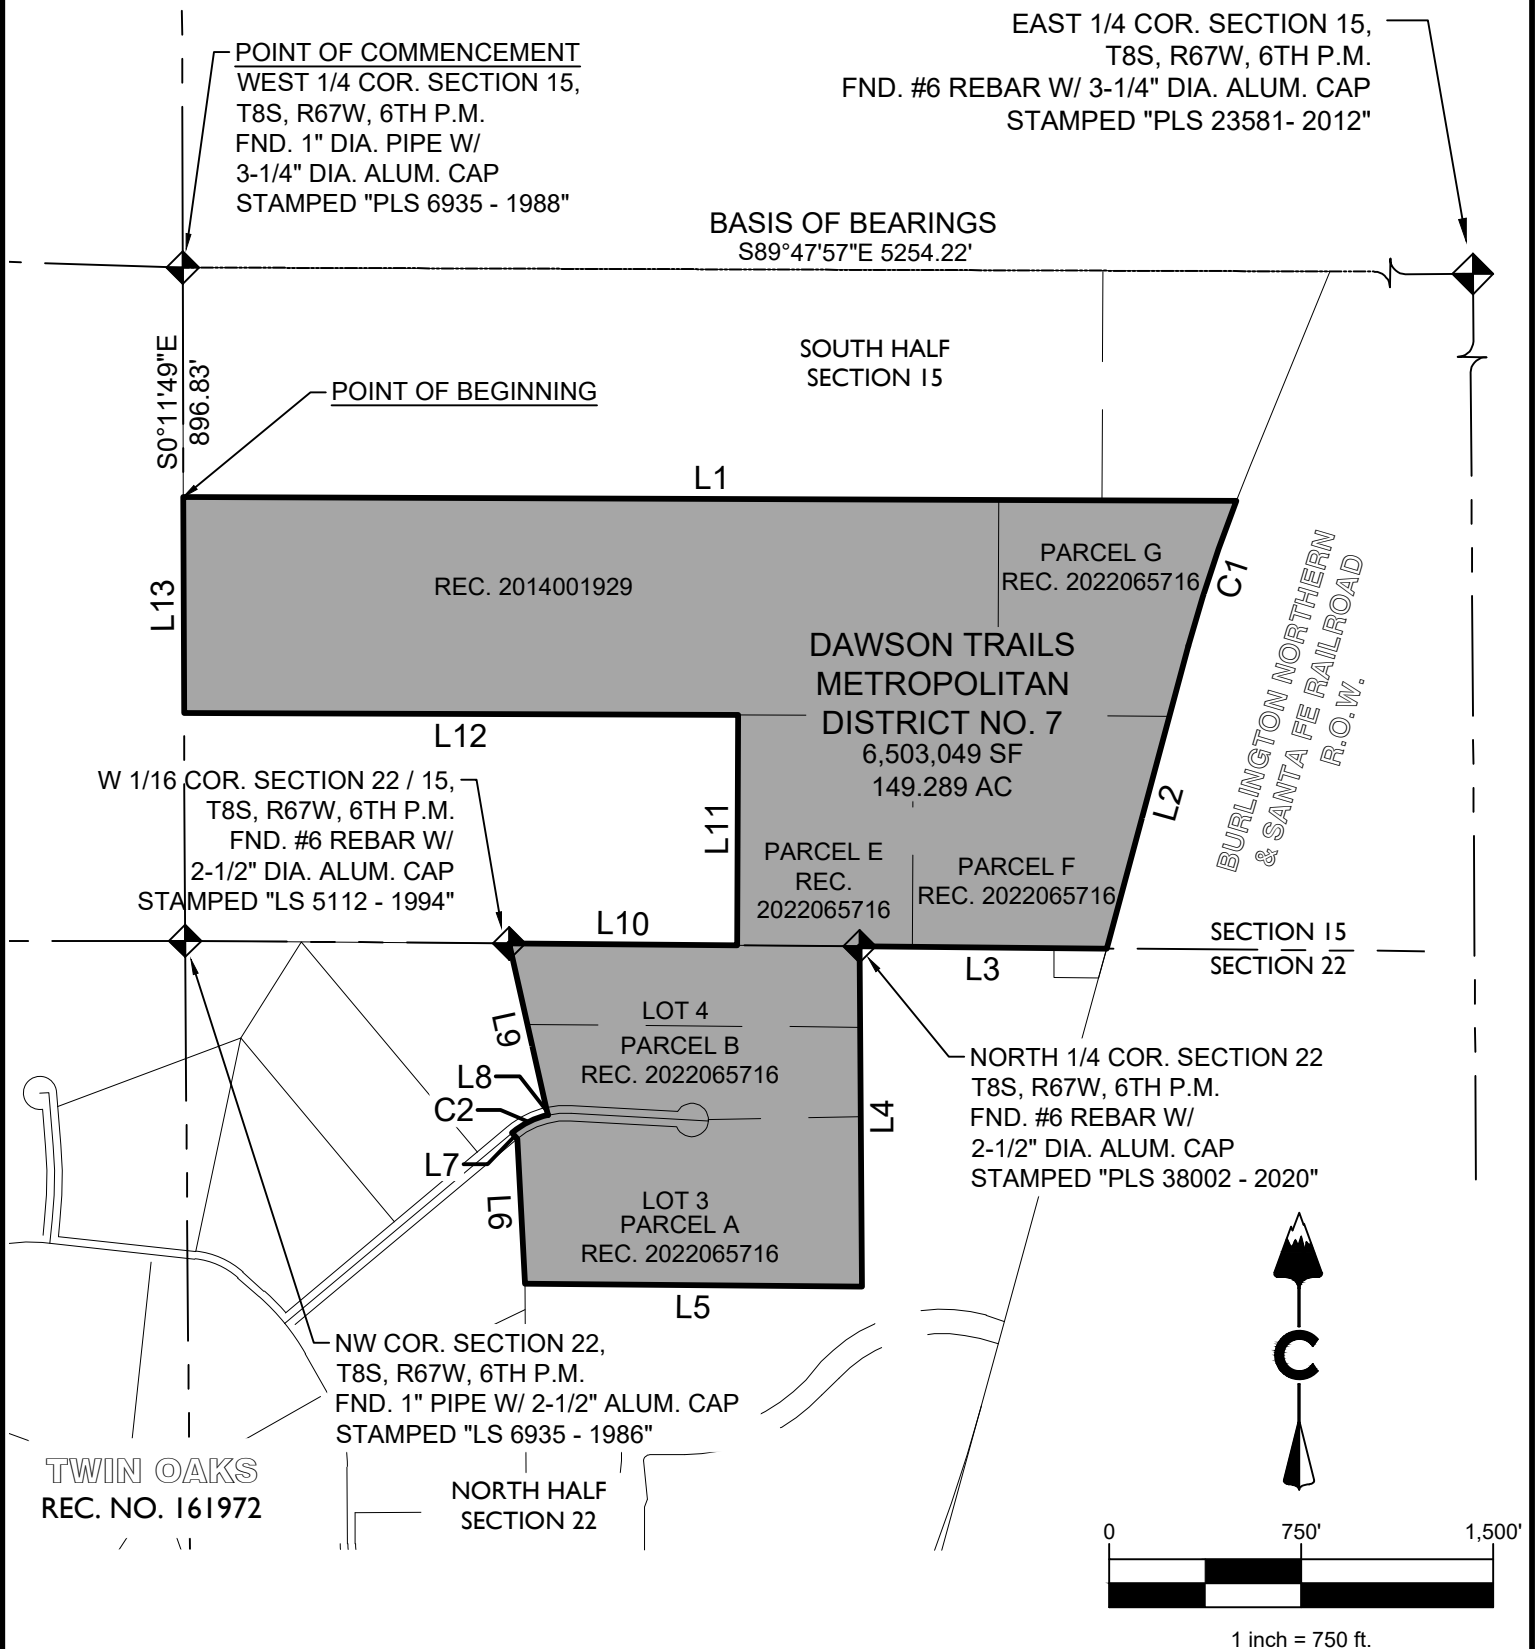 POINT OF COMMENCEMENT
WEST 1/4 COR. SECTION 15,
T8S, R67W, 6TH P.M.
FND. 1" DIA. PIPE W/
3-1/4" DIA. ALUM. CAP
STAMPED "PLS 6935 - 1988"
EAST 1/4 COR. SECTION 15,
T8S, R67W, 6TH P.M.
FND. #6 REBAR W/ 3-1/4" DIA. ALUM. CAP
STAMPED "PLS 23581- 2012"
BASIS OF BEARINGS
S89°47'57"E 5254.22'
S0°11'49"E
896.83'
SOUTH HALF
SECTION 15
POINT OF BEGINNING
L1
L13
REC. 2014001929
PARCEL G
REC. 2022065716
C1
BURLINGTON NORTHERN
& SANTA FE RAILROAD
R.O.W.
DAWSON TRAILS
METROPOLITAN
DISTRICT NO. 7
6,503,049 SF
149.289 AC
L12
L2
L11
W 1/16 COR. SECTION 22 / 15,
T8S, R67W, 6TH P.M.
FND. #6 REBAR W/
2-1/2" DIA. ALUM. CAP
STAMPED "LS 5112 - 1994"
PARCEL E
REC.
2022065716
PARCEL F
REC. 2022065716
L10
L3
SECTION 15
SECTION 22
LOT 4
PARCEL B
REC. 2022065716
L9
L8
C2
L7
L4
L6
NORTH 1/4 COR. SECTION 22
T8S, R67W, 6TH P.M.
FND. #6 REBAR W/
2-1/2" DIA. ALUM. CAP
STAMPED "PLS 38002 - 2020"
LOT 3
PARCEL A
REC. 2022065716
L5
NW COR. SECTION 22,
T8S, R67W, 6TH P.M.
FND. 1" PIPE W/ 2-1/2" ALUM. CAP
STAMPED "LS 6935 - 1986"
C
TWIN OAKS
REC. NO. 161972
NORTH HALF
SECTION 22
0 750' 1,500'
1 inch = 750 ft.